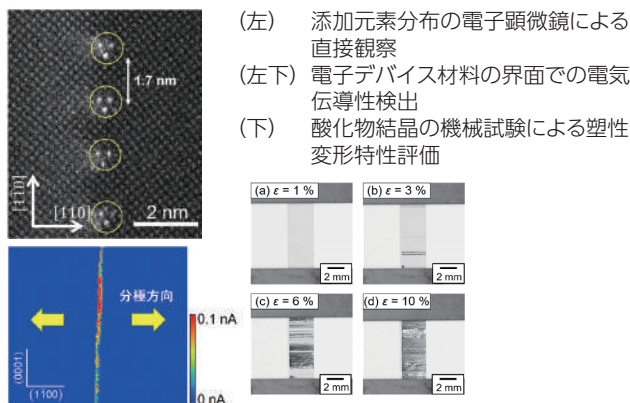 (左) 添加元素分布の電子顕微鏡による
直接観察
(左下) 電子デバイス材料の界面での電気
伝導性検出
(下) 酸化物結晶の機械試験による塑性
変形特性評価
1.7 nm
[110]
[1̄10]
2 nm
分極方向
0.1 nA
0 nA
(0001)
(1̄100)
(a) ε = 1 %
2 mm
(b) ε = 3 %
2 mm
(c) ε = 6 %
2 mm
(d) ε = 10 %
2 mm